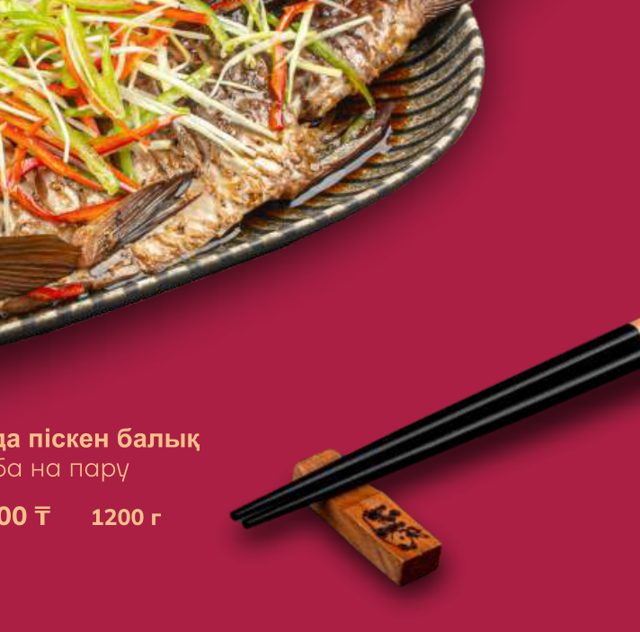 да піскен балық
ба на пару
00 ₸ 1200 г